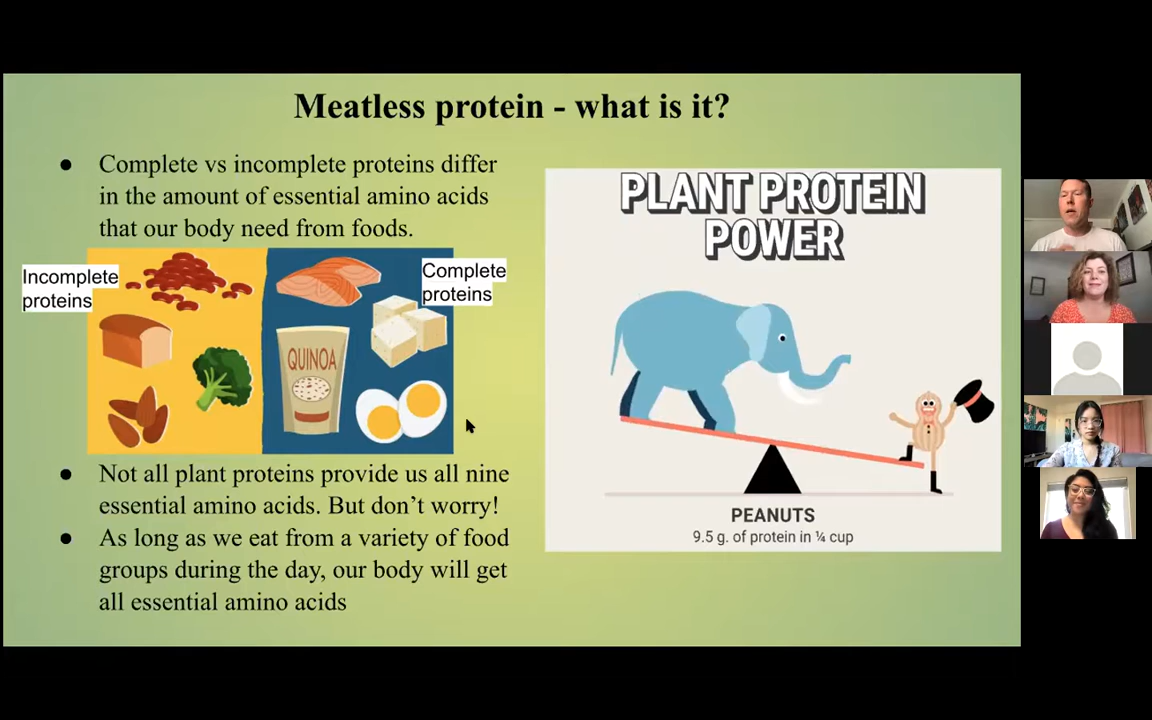 Meatless protein - what is it?
● Complete vs incomplete proteins differ
in the amount of essential amino acids
that our body need from foods.
Incomplete
proteins
Complete
proteins
QUINOA
● Not all plant proteins provide us all nine
essential amino acids. But don’t worry!
● As long as we eat from a variety of food
groups during the day, our body will get
all essential amino acids
PLANT PROTEIN
POWER
PEANUTS
9.5 g. of protein in ¼ cup